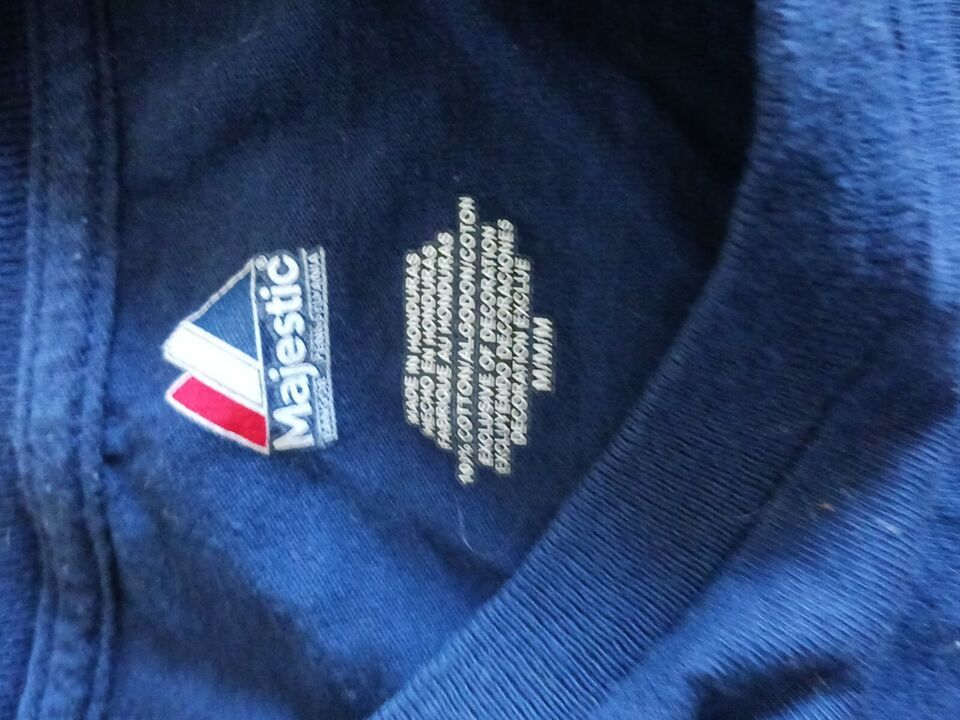 Majestic®
MADE IN HONDURAS
HECHO EN HONDURAS
FABRIQUE AU HONDURAS
100% COTTON/ALGODON/COTON
EXCLUSIVE OF DECORATION
EXCLUYENDO DECORACIONES
DECORATION EXCLUE
M/M/M